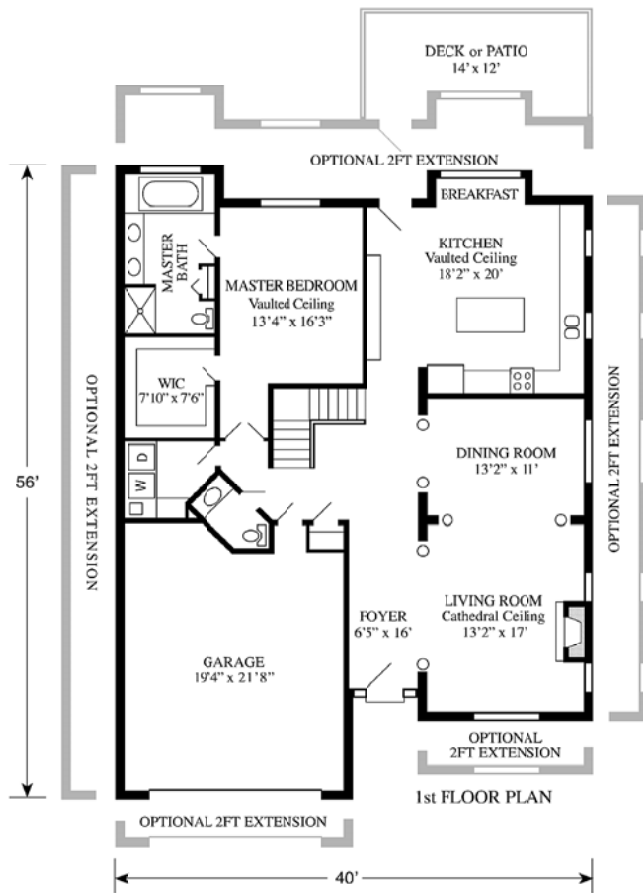 DECK or PATIO
14' x 12'
OPTIONAL 2FT EXTENSION
BREAKFAST
KITCHEN
Vaulted Ceiling
18'2" x 20'
MASTER
BATH
MASTER BEDROOM
Vaulted Ceiling
13'4" x 16'3"
WIC
7'10" x 7'6"
OPTIONAL 2FT EXTENSION
56'
D
W
DINING ROOM
13'2" x 11'
OPTIONAL 2FT EXTENSION
LIVING ROOM
Cathedral Ceiling
13'2" x 17'
FOYER
6'5" x 16'
GARAGE
19'4" x 21'8"
OPTIONAL
2FT EXTENSION
1st FLOOR PLAN
OPTIONAL 2FT EXTENSION
40'